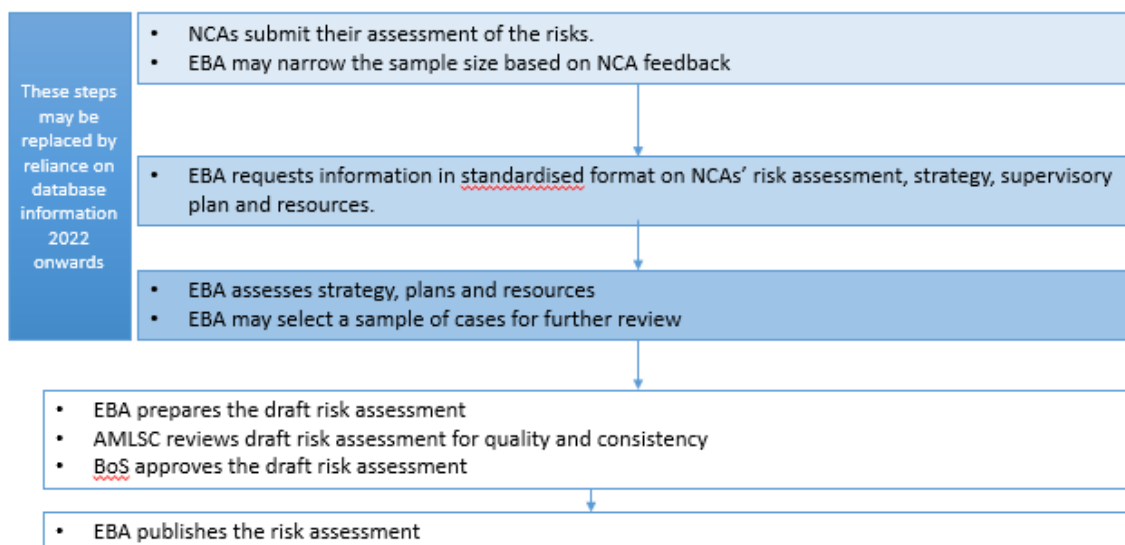 These steps
may be
replaced by
reliance on
database
information
2022
onwards
• NCAs submit their assessment of the risks.
• EBA may narrow the sample size based on NCA feedback
• EBA requests information in standardised format on NCAs’ risk assessment, strategy, supervisory
plan and resources.
• EBA assesses strategy, plans and resources
• EBA may select a sample of cases for further review
• EBA prepares the draft risk assessment
• AMLSC reviews draft risk assessment for quality and consistency
• BoS approves the draft risk assessment
• EBA publishes the risk assessment